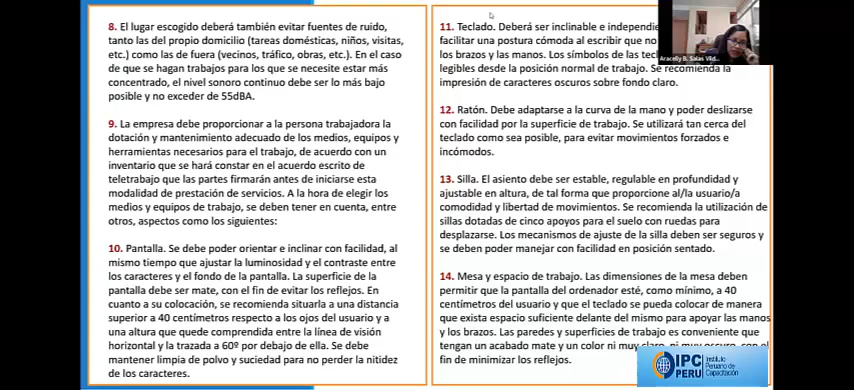 8. El lugar escogido deberá también evitar fuentes de ruido,
tanto las del propio domicilio (tareas domésticas, niños, visitas,
etc.) como las de fuera (vecinos, tráfico, obras, etc.). En el caso
de que se hagan trabajos para los que se necesite estar más
concentrado, el nivel sonoro continuo debe ser lo más bajo
posible y no exceder de 55dBA.
9. La empresa debe proporcionar a la persona trabajadora la
dotación y mantenimiento adecuado de los medios, equipos y
herramientas necesarios para el trabajo, de acuerdo con un
inventario que se hará constar en el acuerdo escrito de
teletrabajo que las partes firmarán antes de iniciarse esta
modalidad de prestación de servicios. A la hora de elegir los
medios y equipos de trabajo, se deben tener en cuenta, entre
otros, aspectos como los siguientes:
10. Pantalla. Se debe poder orientar e inclinar con facilidad, al
mismo tiempo que ajustar la luminosidad y el contraste entre
los caracteres y el fondo de la pantalla. La superficie de la
pantalla debe ser mate, con el fin de evitar los reflejos. En
cuanto a su colocación, se recomienda situarla a una distancia
superior a 40 centímetros respecto a los ojos del usuario y a
una altura que quede comprendida entre la línea de visión
horizontal y la trazada a 60º por debajo de ella. Se debe
mantener limpia de polvo y suciedad para no perder la nitidez
de los caracteres.
11. Teclado. Deberá ser inclinable e
facilitar una postura cómoda al escribir que no
los brazos y las manos. Los símbolos de las
legibles desde la posición normal de trabajo. Se recomienda la
impresión de caracteres oscuros sobre fondo claro.
12. Ratón. Debe adaptarse a la curva de la mano y poder deslizarse
con facilidad por la superficie de trabajo. Se utilizará tan cerca del
teclado como sea posible, para evitar movimientos forzados e
incómodos.
13. Silla. El asiento debe ser estable, regulable en profundidad y
ajustable en altura, de tal forma que proporcione al/la usuario/a
comodidad y libertad de movimientos. Se recomienda la utilización de
sillas dotadas de cinco apoyos para el suelo con ruedas para
desplazarse. Los mecanismos de ajuste de la silla deben ser seguros y
se deben poder manejar con facilidad en posición sentado.
14. Mesa y espacio de trabajo. Las dimensiones de la mesa deben
permitir que la pantalla del ordenador esté, como mínimo, a 40
centímetros del usuario y que el teclado se pueda colocar de manera
que exista espacio suficiente delante del mismo para apoyar las manos
y los brazos. Las paredes y superficies de trabajo es conveniente que
tengan un acabado mate y un color ni muy claro, ni muy oscuro, con el
fin de minimizar los reflejos.
Aracelly B. Salas
IPC
PERU
Instituto
Peruano de
Capacitación